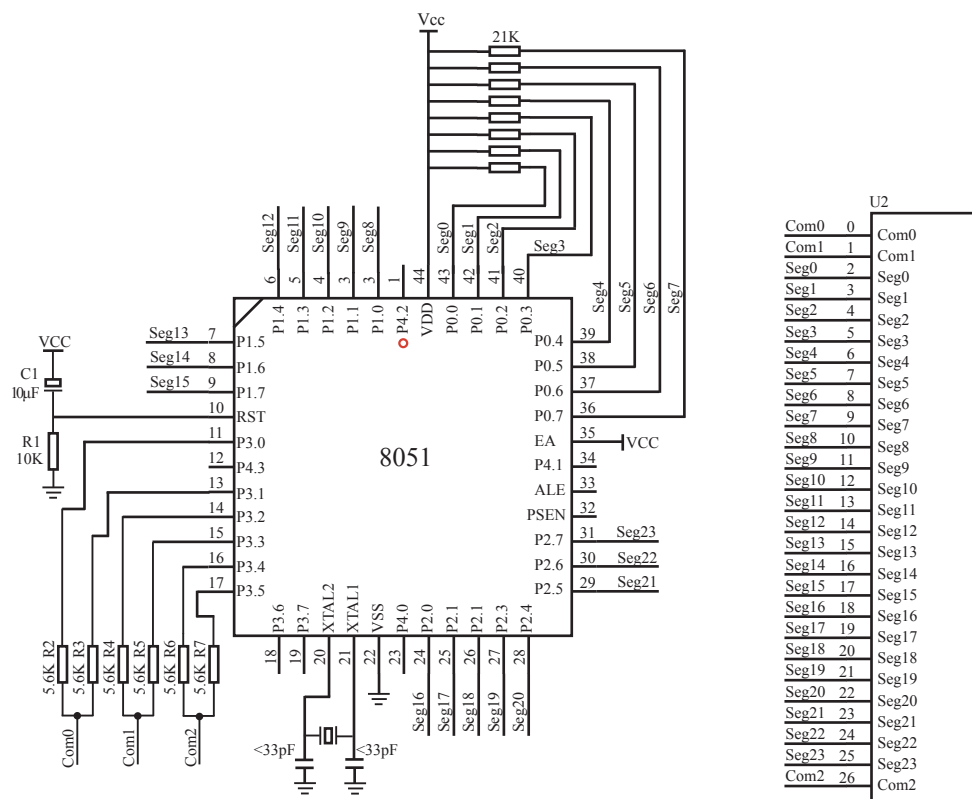 Vcc
21K
Seg12
Seg11
Seg10
Seg9
Seg8
Seg0
Seg1
Seg2
Seg3
Seg4
Seg5
Seg6
Seg7
6
5
4
3
3
1
44
43
42
41
40
P1.4
P1.3
P1.2
P1.1
P1.0
P4.2
VDD
P0.0
P0.1
P0.2
P0.3
Seg13 7 P1.5
Seg14 8 P1.6
Seg15 9 P1.7
10 RST
11 P3.0
12 P4.3
13 P3.1
14 P3.2
15 P3.3
16 P3.4
17 P3.5
VCC
C1
10µF
R1
10K
8051
P0.4 39
P0.5 38
P0.6 37
P0.7 36
EA 35 VCC
P4.1 34
ALE 33
PSEN 32
P2.7 31 Seg23
P2.6 30 Seg22
P2.5 29 Seg21
P3.6
P3.7
XTAL2
XTAL1
VSS
P4.0
P2.0
P2.1
P2.1
P2.3
P2.4
18
19
20
21
22
23
24
25
26
27
28
Seg16
Seg17
Seg18
Seg19
Seg20
5.6K R2
5.6K R3
5.6K R4
5.6K R5
5.6K R6
5.6K R7
Com0
Com1
Com2
<33pF
<33pF
U2
Com0 0 Com0
Com1 1 Com1
Seg0 2 Seg0
Seg1 3 Seg1
Seg2 4 Seg2
Seg3 5 Seg3
Seg4 6 Seg4
Seg5 7 Seg5
Seg6 8 Seg6
Seg7 9 Seg7
Seg8 10 Seg8
Seg9 11 Seg9
Seg10 12 Seg10
Seg11 13 Seg11
Seg12 14 Seg12
Seg13 15 Seg13
Seg14 16 Seg14
Seg15 17 Seg15
Seg16 18 Seg16
Seg17 19 Seg17
Seg18 20 Seg18
Seg19 21 Seg19
Seg20 22 Seg20
Seg21 23 Seg21
Seg22 24 Seg22
Seg23 25 Seg23
Com2 26 Com2